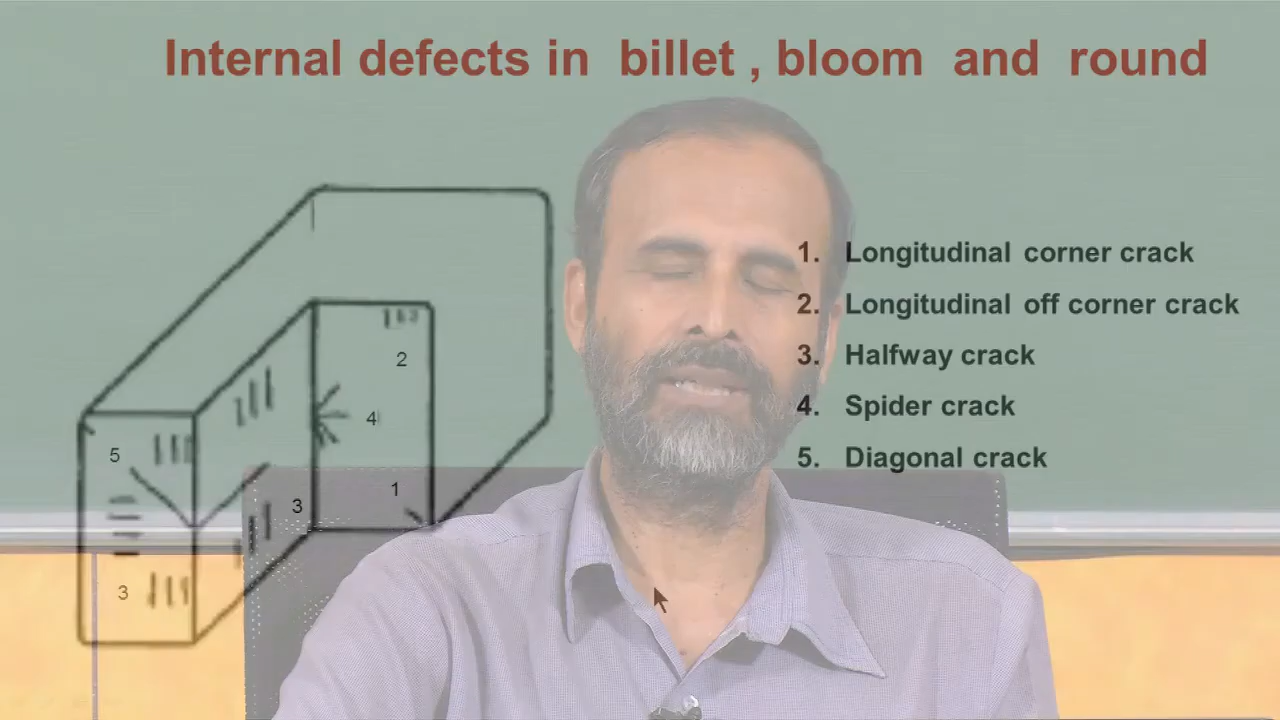 Internal defects in billet , bloom and round
1. Longitudinal corner crack
2. Longitudinal off corner crack
3. Halfway crack
4. Spider crack
5. Diagonal crack
2
4
5
1
3
3